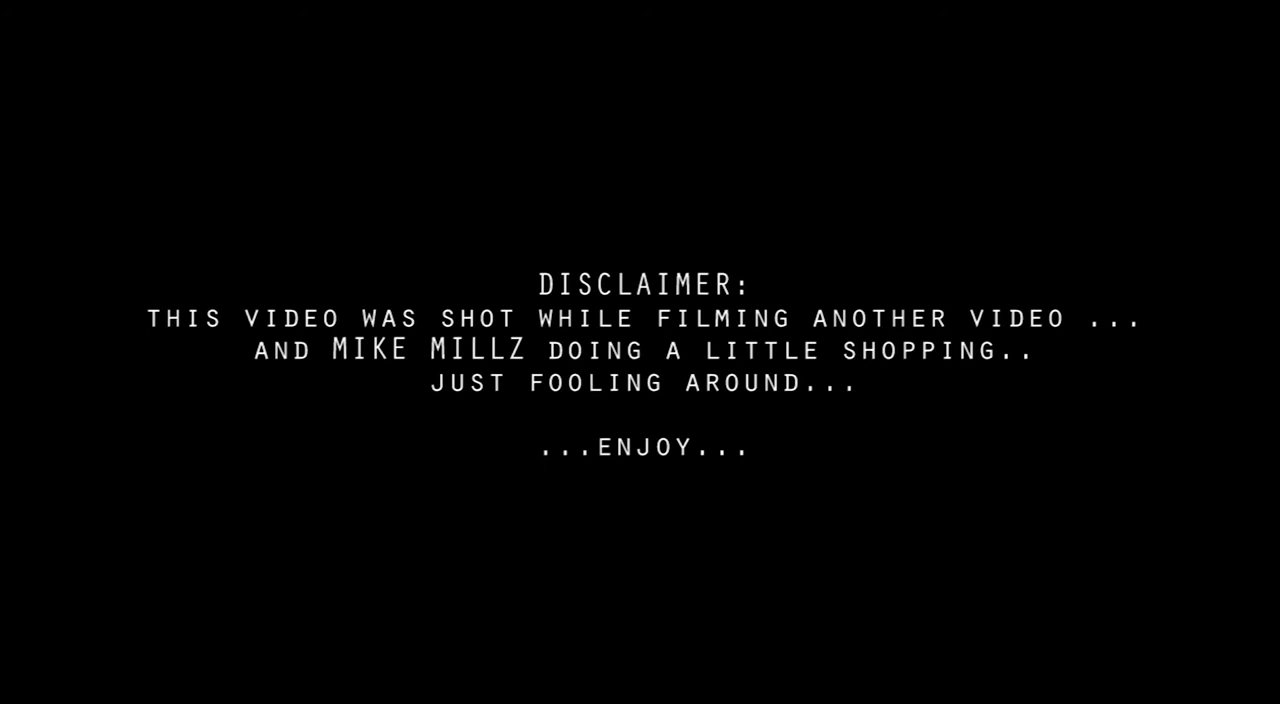 DISCLAIMER:
THIS VIDEO WAS SHOT WHILE FILMING ANOTHER VIDEO ...
AND MIKE MILLZ DOING A LITTLE SHOPPING..
JUST FOOLING AROUND...
...ENJOY...